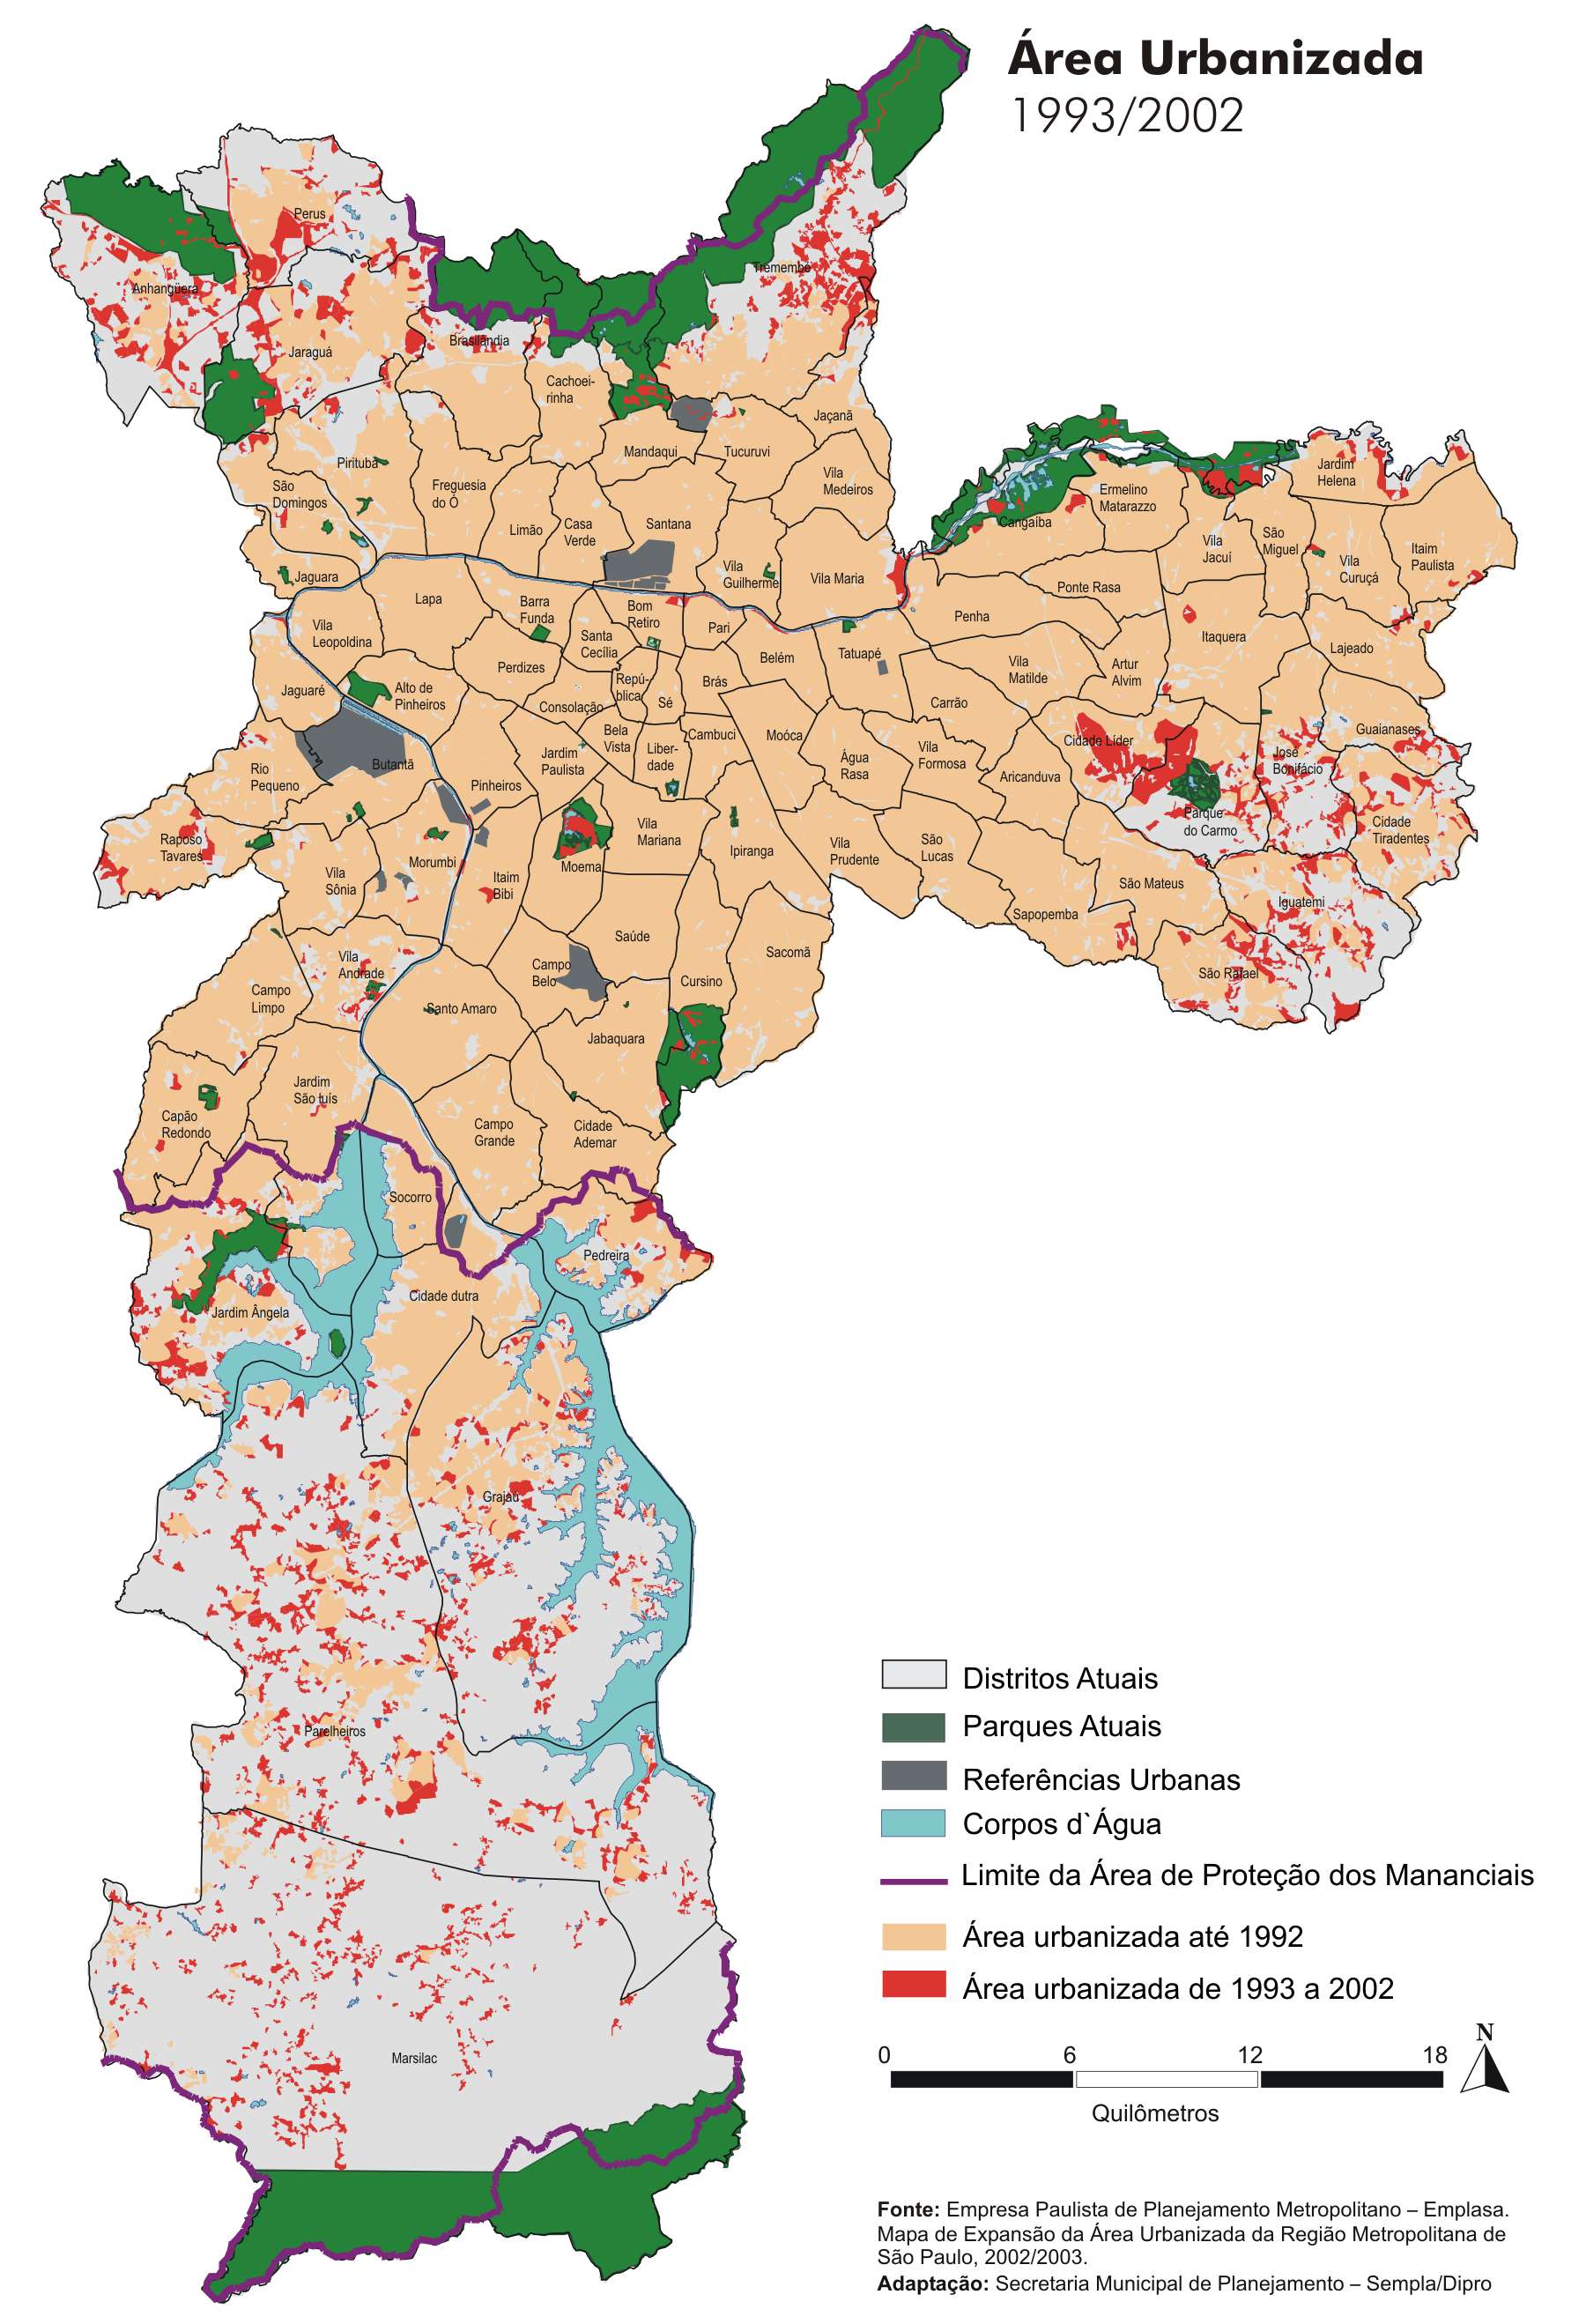 Área Urbanizada
1993/2002
Perus
Anhangüera
Tremembé
Brasilândia
Jaraguá
Cachoei-
rinha
Jaçanã
Mandaqui
Tucuruvi
Pirituba
Vila
Medeiros
São
Domingos
Freguesia
do Ó
Limão
Casa
Verde
Santana
Jardim
Helena
Ermelino
Matarazzo
Cangaíba
Vila
Jacuí
São
Miguel
Vila
Curuçá
Itaim
Paulista
Jaguara
Vila
Guilherme
Vila Maria
Ponte Rasa
Lapa
Barra
Funda
Bom
Retiro
Pari
Penha
Vila
Leopoldina
Santa
Cecília
Itaquera
Lajeado
Perdizes
Belém
Tatuapé
Vila
Matilde
Artur
Alvim
Jaguaré
Alto de
Pinheiros
Repú-
blica
Brás
Consolação
Sé
Carrão
Bela
Vista
Liber-
dade
Cambuci
Moóca
Guaianases
Cidade Líder
José
Bonifácio
Jardim
Paulista
Água
Rasa
Vila
Formosa
Aricanduva
Butantã
Rio
Pequeno
Pinheiros
Parque
do Carmo
Cidade
Tiradentes
Raposo
Tavares
Vila
Mariana
Ipiranga
Vila
Prudente
São
Lucas
Morumbi
Moema
Vila
Sônia
Itaim
Bibi
São Mateus
Iguatemi
Sapopemba
Saúde
Sacomã
Vila
Andrade
Campo
Belo
Cursino
São Rafael
Campo
Limpo
Santo Amaro
Jabaquara
Jardim
São luís
Capão
Redondo
Campo
Grande
Cidade
Ademar
Socorro
Pedreira
Cidade dutra
Jardim Ângela
Grajaú
Parelheiros
Marsilac
Distritos Atuais
Parques Atuais
Referências Urbanas
Corpos d`Água
Limite da Área de Proteção dos Mananciais
Área urbanizada até 1992
Área urbanizada de 1993 a 2002
N
0 6 12 18
Quilômetros
Fonte: Empresa Paulista de Planejamento Metropolitano – Emplasa.
Mapa de Expansão da Área Urbanizada da Região Metropolitana de
São Paulo, 2002/2003.
Adaptação: Secretaria Municipal de Planejamento – Sempla/Dipro